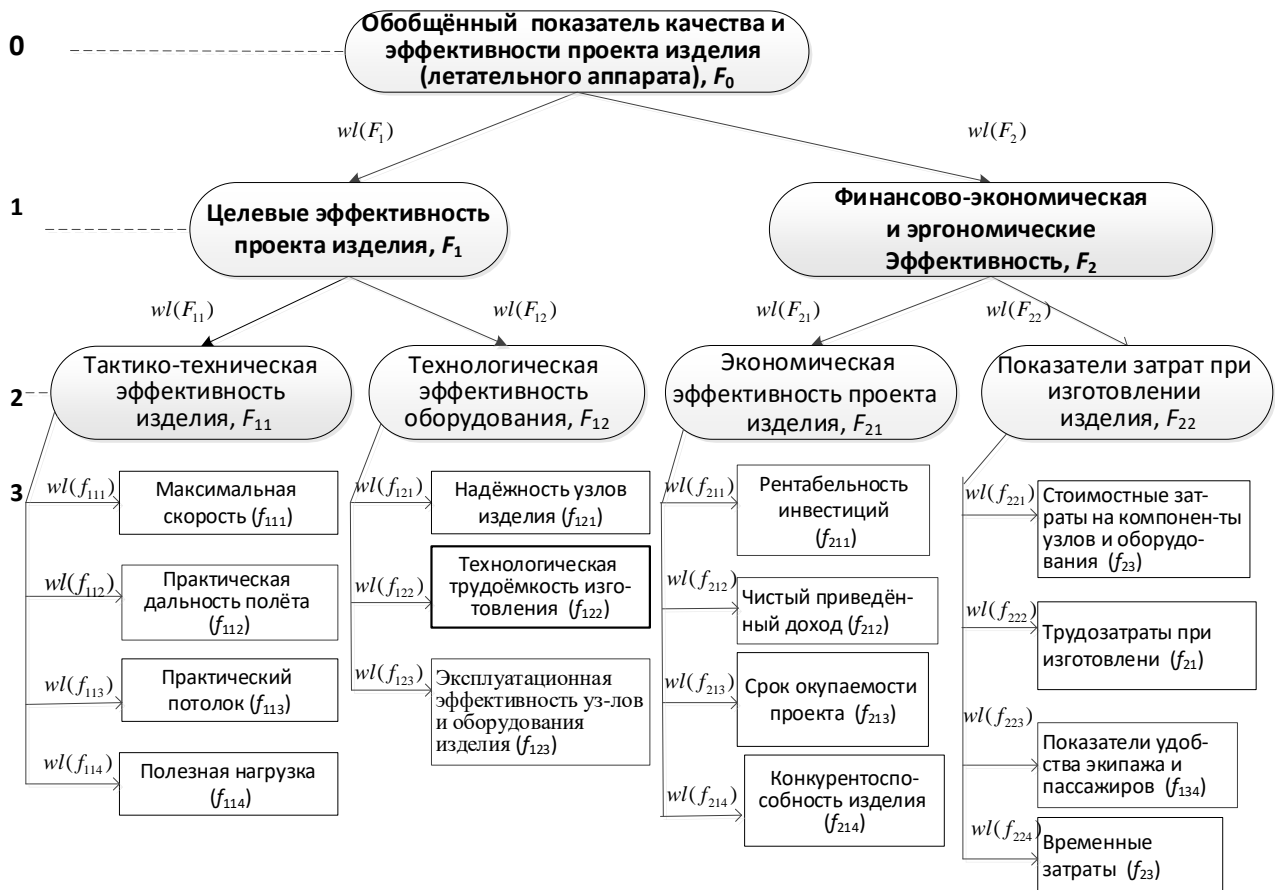 0
Обобщённый показатель качества и
эффективности проекта изделия
(летательного аппарата), F₀
wl(F₁)
wl(F₂)
1
Целевые эффективность
проекта изделия, F₁
Финансово-экономическая
и эргономические
Эффективность, F₂
wl(F₁₁)
wl(F₁₂)
wl(F₂₁)
wl(F₂₂)
2
Тактико-техническая
эффективность
изделия, F₁₁
Технологическая
эффективность
оборудования, F₁₂
Экономическая
эффективность проекта
изделия, F₂₁
Показатели затрат при
изготовлении
изделия, F₂₂
3
wl(f₁₁₁)
Максимальная
скорость (f₁₁₁)
wl(f₁₁₂)
Практическая
дальность полёта
(f₁₁₂)
wl(f₁₁₃)
Практический
потолок (f₁₁₃)
wl(f₁₁₄)
Полезная нагрузка
(f₁₁₄)
wl(f₁₂₁)
Надёжность узлов
изделия (f₁₂₁)
wl(f₁₂₂)
Технологическая
трудоёмкость изго-
товления (f₁₂₂)
wl(f₁₂₃)
Эксплуатационная
эффективность уз-лов
и оборудования
изделия (f₁₂₃)
wl(f₂₁₁)
Рентабельность
инвестиций
(f₂₁₁)
wl(f₂₁₂)
Чистый приведён-
ный доход (f₂₁₂)
wl(f₂₁₃)
Срок окупаемости
проекта (f₂₁₃)
wl(f₂₁₄)
Конкурентоспо-
собность изделия
(f₂₁₄)
wl(f₂₂₁)
Стоимостные зат-
раты на компонен-ты
узлов и оборудо-
вания (f₂₃)
wl(f₂₂₂)
Трудозатраты при
изготовлени (f₂₁)
wl(f₂₂₃)
Показатели удоб-
ства экипажа и
пассажиров (f₁₃₄)
wl(f₂₂₄)
Временные
затраты (f₂₃)